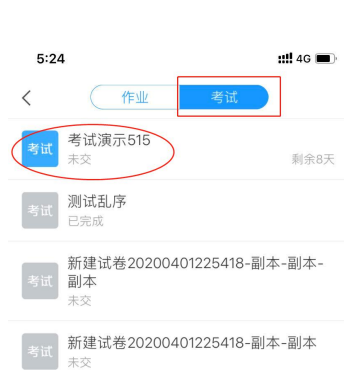 5:24 4G
作业 考试
考试 考试演示515
未交 剩余8天
考试 测试乱序
已完成
考试 新建试卷20200401225418-副本-副本-
副本
未交
考试 新建试卷20200401225418-副本-副本
未交